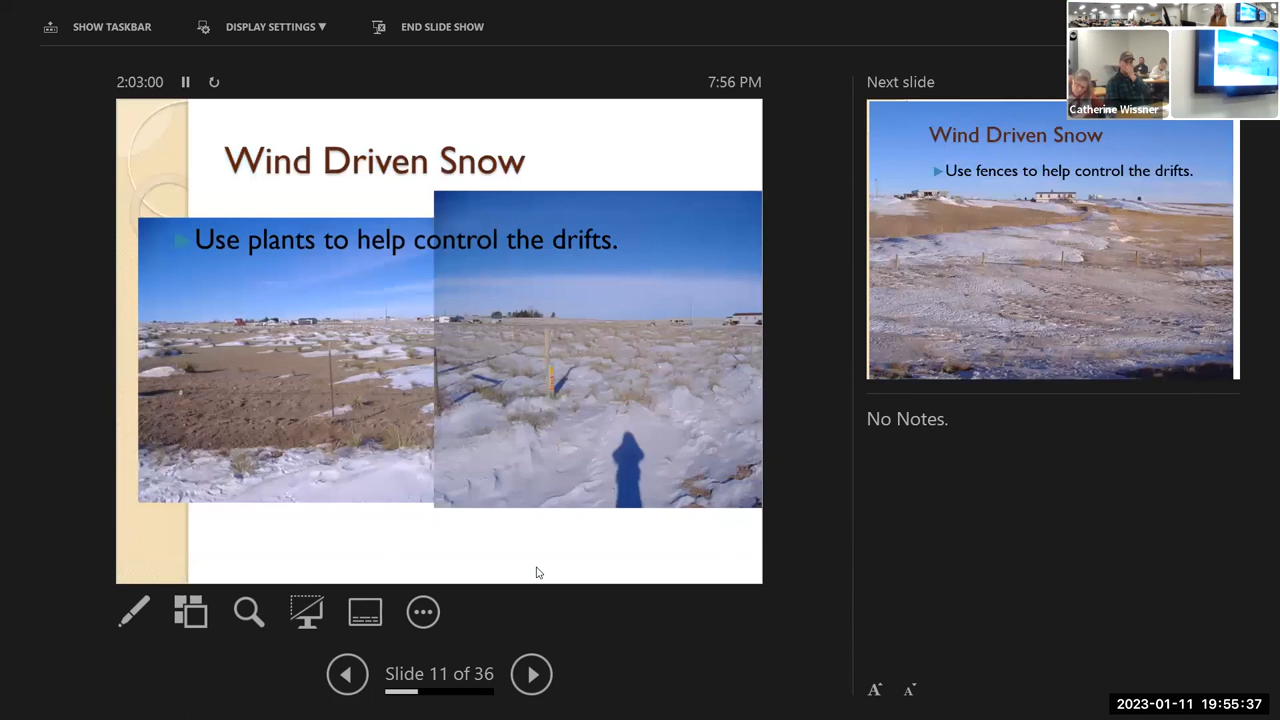 SHOW TASKBAR
DISPLAY SETTINGS ▼
END SLIDE SHOW
2:03:00
7:56 PM
Wind Driven Snow
Use plants to help control the drifts.
Slide 11 of 36
Next slide
Wind Driven Snow
Use fences to help control the drifts.
No Notes.
A A
Catherine Wissner
2023-01-11 19:55:37